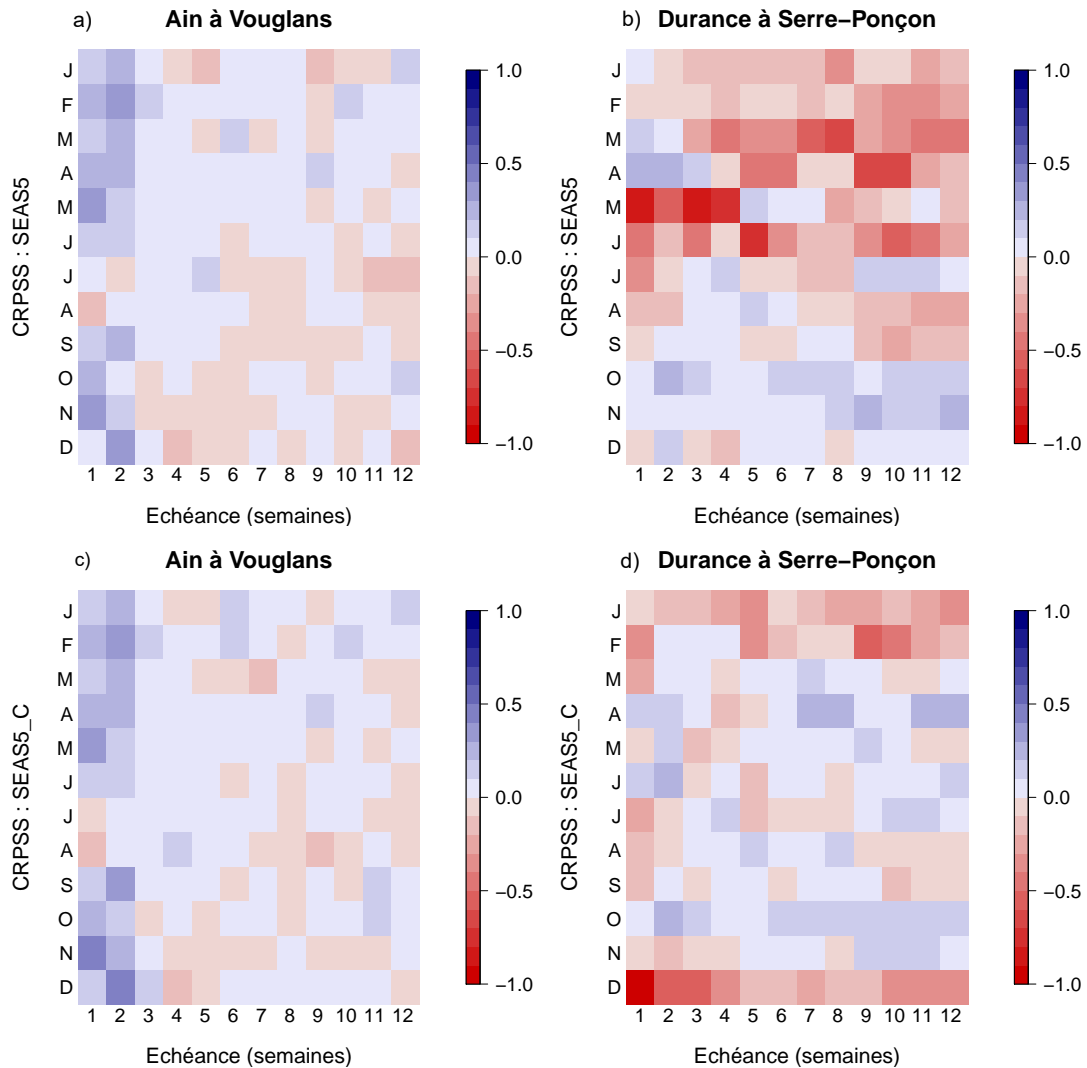 a) Ain à Vouglans
CRPSS : SEAS5
J
F
M
A
M
J
J
A
S
O
N
D
1 2 3 4 5 6 7 8 9 10 11 12
Echéance (semaines)
1.0
0.5
0.0
−0.5
−1.0
b) Durance à Serre−Ponçon
CRPSS : SEAS5
J
F
M
A
M
J
J
A
S
O
N
D
1 2 3 4 5 6 7 8 9 10 11 12
Echéance (semaines)
1.0
0.5
0.0
−0.5
−1.0
c) Ain à Vouglans
CRPSS : SEAS5_C
J
F
M
A
M
J
J
A
S
O
N
D
1 2 3 4 5 6 7 8 9 10 11 12
Echéance (semaines)
1.0
0.5
0.0
−0.5
−1.0
d) Durance à Serre−Ponçon
CRPSS : SEAS5_C
J
F
M
A
M
J
J
A
S
O
N
D
1 2 3 4 5 6 7 8 9 10 11 12
Echéance (semaines)
1.0
0.5
0.0
−0.5
−1.0